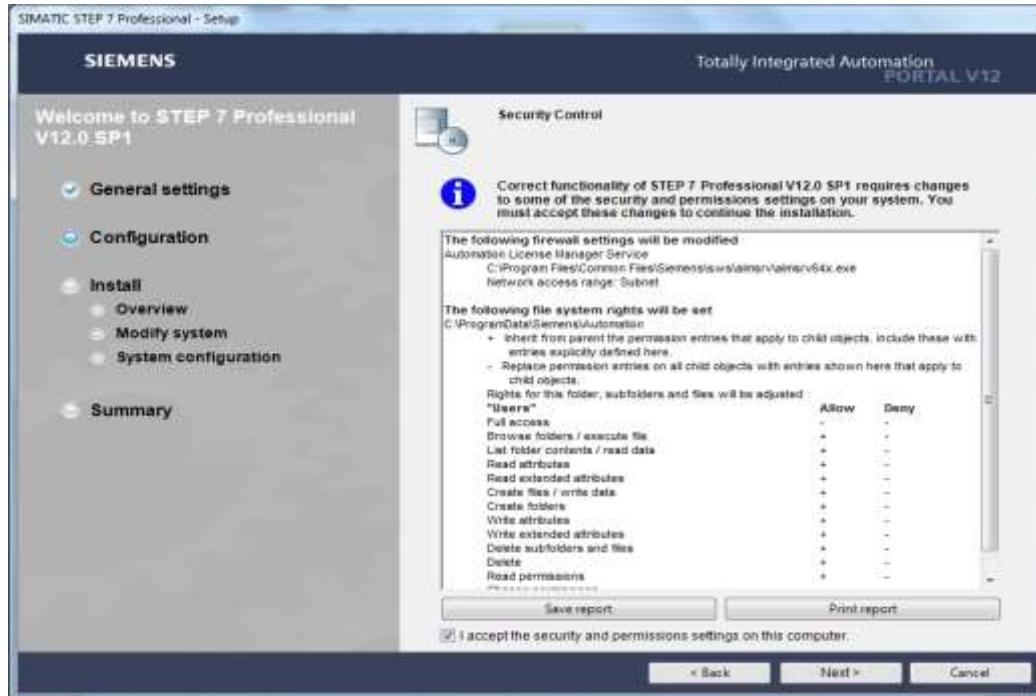 SIMATIC STEP 7 Professional - Setup
SIEMENS
Totally Integrated Automation
PORTAL V12
Welcome to STEP 7 Professional
V12.0 SP1
General settings
Configuration
Install
Overview
Modify system
System configuration
Summary
Security Control
Correct functionality of STEP 7 Professional V12.0 SP1 requires changes
to some of the security and permissions settings on your system. You
must accept these changes to continue the installation.
The following firewall settings will be modified
Automation License Manager Service
C:\Program Files\Common Files\Siemens\sws\almsrv\almsrv64x.exe
Network access range: Subnet
The following file system rights will be set
C:\ProgramData\Siemens\Automation
+ Inherit from parent the permission entries that apply to child objects, include these with
entries explicitly defined here.
- Replace permission entries on all child objects with entries shown here that apply to
child objects.
Rights for this folder, subfolders and files will be adjusted
"Users" Allow Deny
Full access - -
Browse folders / execute file + -
List folder contents / read data + -
Read attributes + -
Read extended attributes + -
Create files / write data + -
Create folders + -
Write attributes + -
Write extended attributes + -
Delete subfolders and files + -
Delete + -
Read permissions + -
Save report
Print report
I accept the security and permissions settings on this computer.
< Back
Next >
Cancel